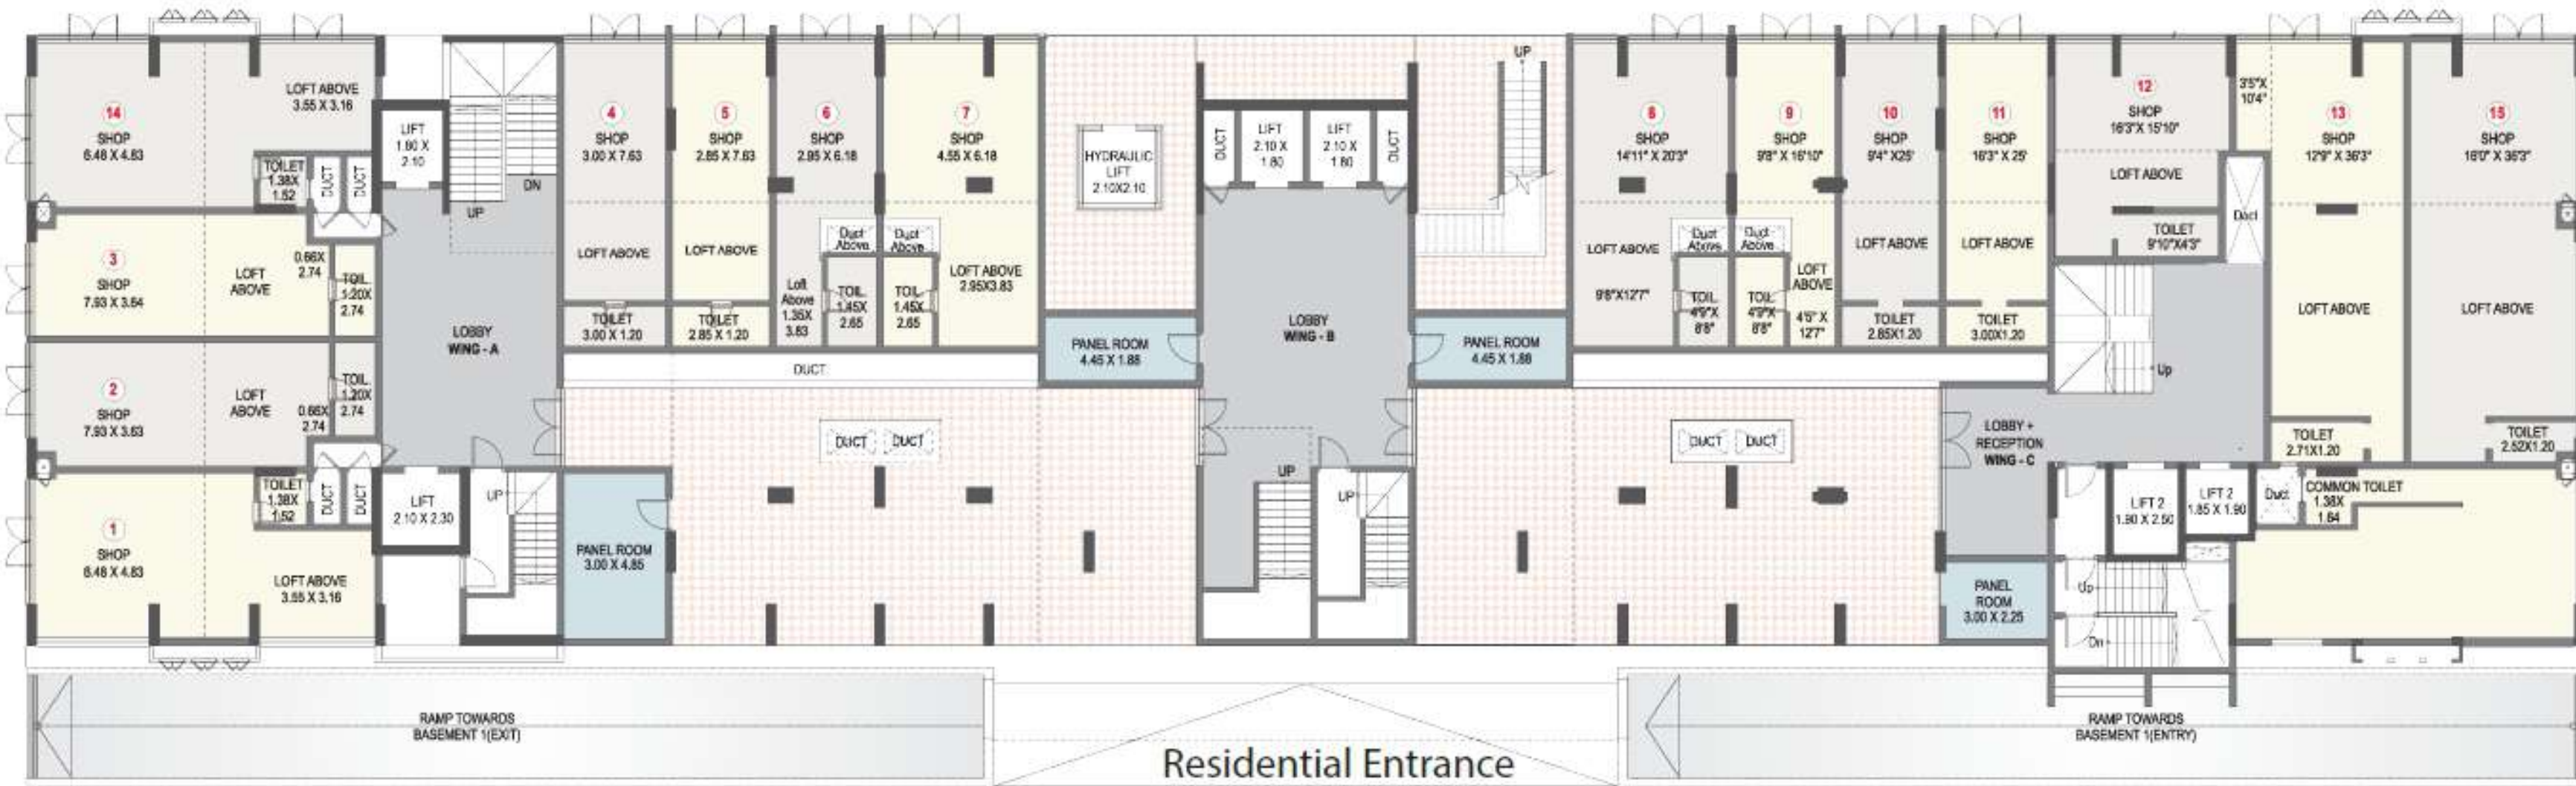 14
SHOP
6.48 X 4.83
LOFT ABOVE
3.55 X 3.16
TOILET
1.38X
1.52
DUCT
DUCT
LIFT
1.80 X
2.10
UP
DN
3
SHOP
7.93 X 3.64
LOFT
ABOVE
0.66X
2.74
TOIL.
1.20X
2.74
2
SHOP
7.93 X 3.63
LOFT
ABOVE
0.66X
2.74
TOIL.
1.20X
2.74
1
SHOP
6.48 X 4.83
LOFT ABOVE
3.55 X 3.16
TOILET
1.38X
1.52
DUCT
DUCT
LOBBY
WING - A
LIFT
2.10 X 2.30
UP
PANEL ROOM
3.00 X 4.85
4
SHOP
3.00 X 7.63
LOFT ABOVE
TOILET
3.00 X 1.20
5
SHOP
2.85 X 7.63
LOFT ABOVE
TOILET
2.85 X 1.20
6
SHOP
2.95 X 6.18
Duct
Above
Loft
Above
1.35X
3.83
TOIL.
1.45X
2.65
7
SHOP
4.55 X 6.18
Duct
Above
LOFT ABOVE
2.95X3.83
TOIL.
1.45X
2.65
DUCT
DUCT
DUCT
HYDRAULIC
LIFT
2.10X2.10
PANEL ROOM
4.45 X 1.88
DUCT
LIFT
2.10 X
1.80
LIFT
2.10 X
1.80
DUCT
LOBBY
WING - B
UP
UP
UP
PANEL ROOM
4.45 X 1.88
8
SHOP
14'11" X 20'3"
LOFT ABOVE
9'8"X12'7"
Duct
Above
TOIL.
4'9"X
8'8"
9
SHOP
9'8" X 16'10"
Duct
Above
LOFT
ABOVE
4'5" X
12'7"
TOIL.
4'9"X
8'8"
10
SHOP
9'4" X25'
LOFT ABOVE
TOILET
2.85X1.20
11
SHOP
16'3" X 25'
LOFT ABOVE
TOILET
3.00X1.20
DUCT
DUCT
12
SHOP
16'3"X 15'10"
LOFT ABOVE
TOILET
9'10"X4'3"
Duct
Up
3'5"X
10'4"
13
SHOP
12'9" X 36'3"
LOFT ABOVE
TOILET
2.71X1.20
15
SHOP
16'0" X 36'3"
LOFT ABOVE
TOILET
2.52X1.20
LOBBY +
RECEPTION
WING - C
PANEL
ROOM
3.00 X 2.25
LIFT 2
1.90 X 2.50
LIFT 2
1.85 X 1.90
Duct
COMMON TOILET
1.38X
1.64
Up
Dn
RAMP TOWARDS
BASEMENT 1(EXIT)
Residential Entrance
RAMP TOWARDS
BASEMENT 1(ENTRY)